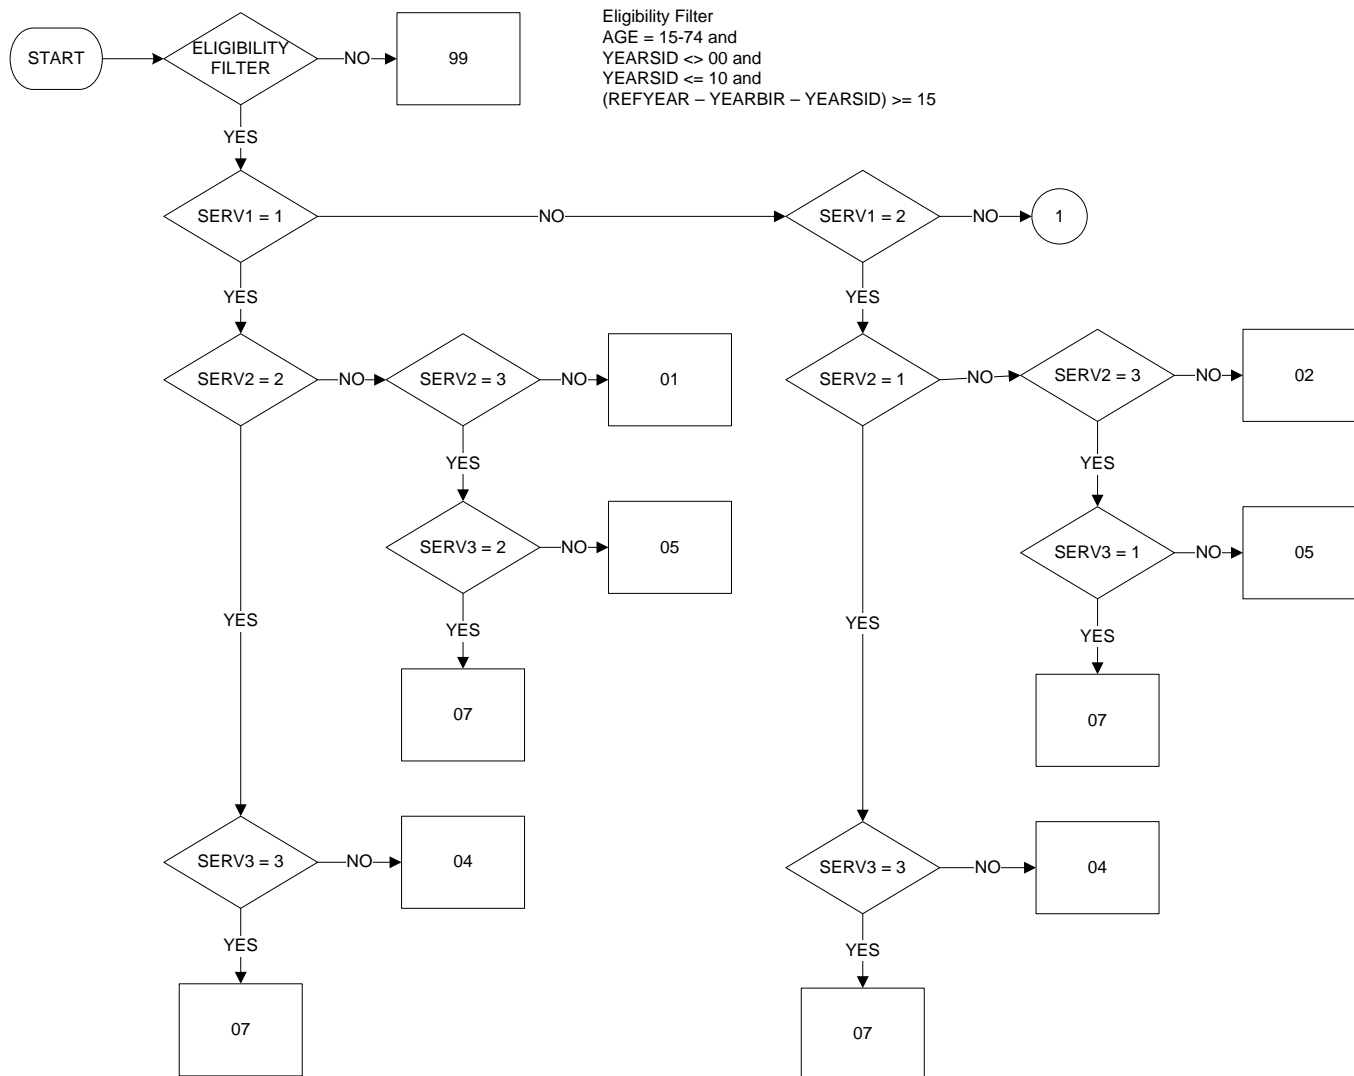 START
ELIGIBILITY
FILTER
NO
99
Eligibility Filter
AGE = 15-74 and
YEARSID <> 00 and
YEARSID <= 10 and
(REFYEAR – YEARBIR – YEARSID) >= 15
YES
SERV1 = 1
NO
SERV1 = 2
NO
1
YES
YES
SERV2 = 2
NO
SERV2 = 3
NO
01
SERV2 = 1
NO
SERV2 = 3
NO
02
YES
YES
SERV3 = 2
NO
05
SERV3 = 1
NO
05
YES
YES
YES
YES
07
07
SERV3 = 3
NO
04
SERV3 = 3
NO
04
YES
YES
07
07